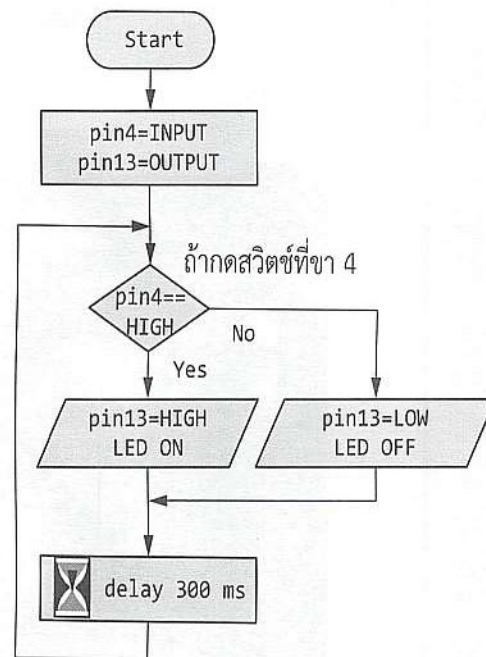 Start
pin4=INPUT
pin13=OUTPUT
ถ้ากดสวิตช์ที่ขา 4
pin4==
HIGH
No
Yes
pin13=HIGH
LED ON
pin13=LOW
LED OFF
delay 300 ms